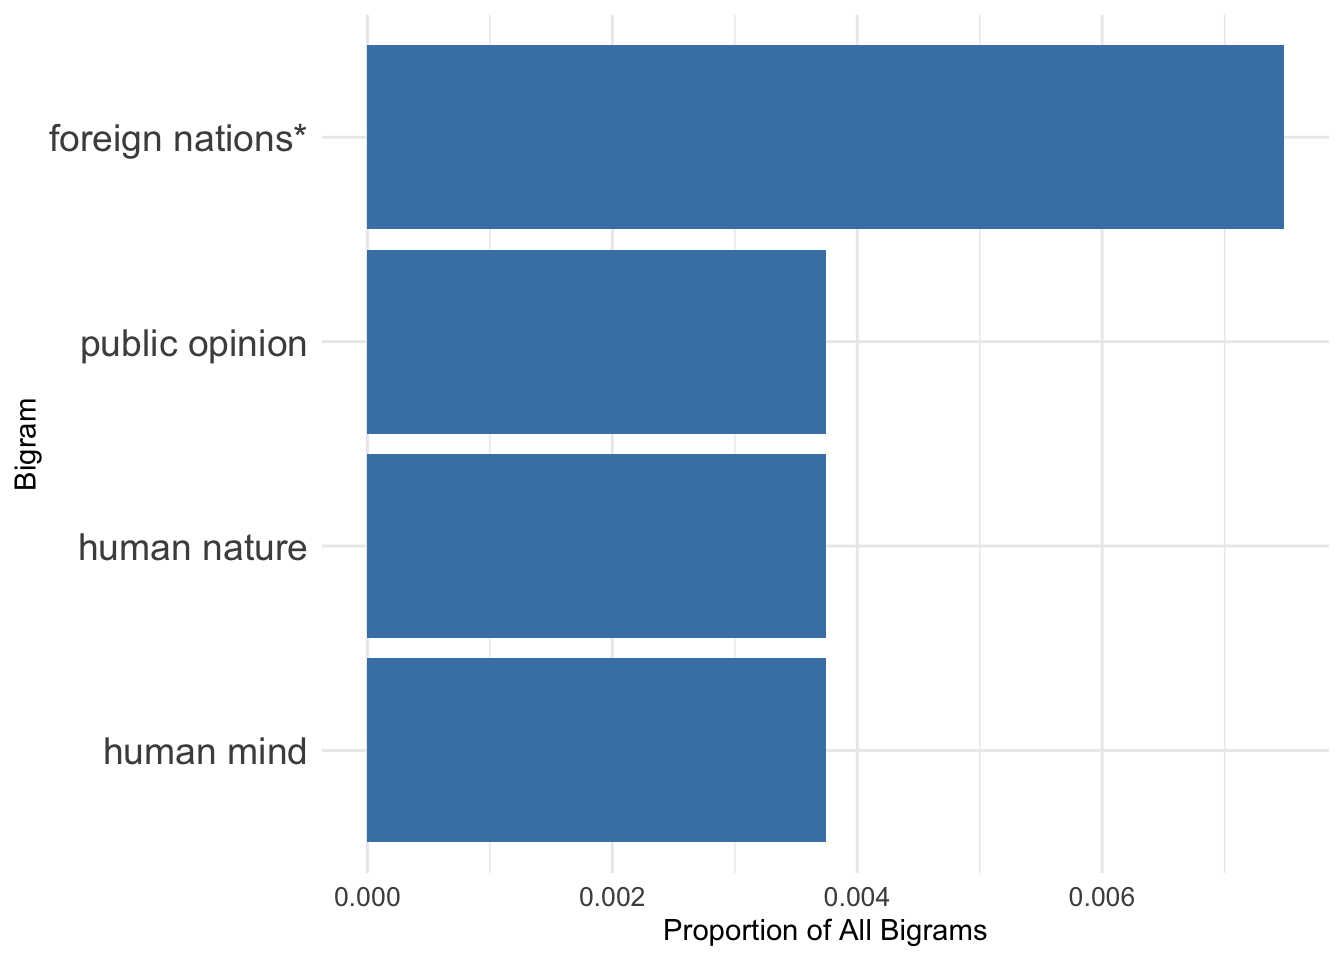 foreign nations*
public opinion
human nature
human mind
Bigram
0.000 0.002 0.004 0.006
Proportion of All Bigrams